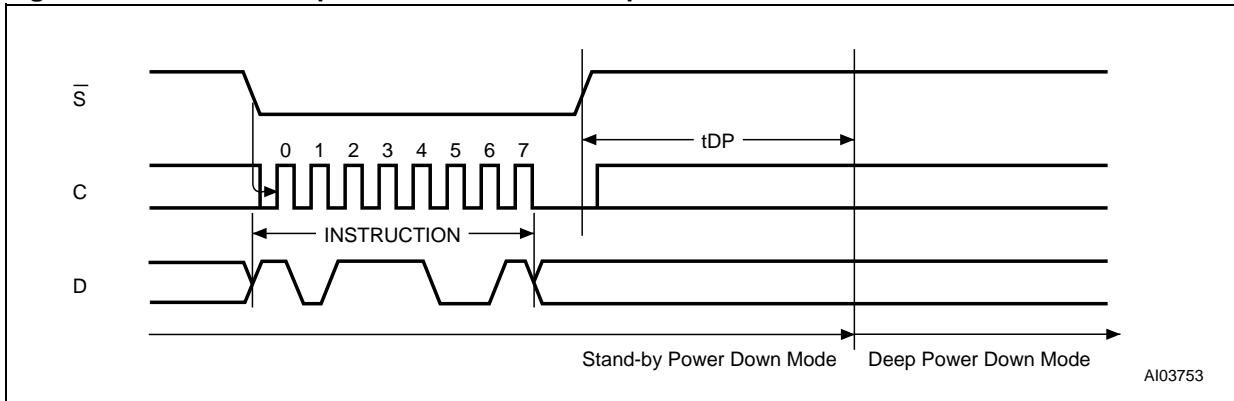 S
tDP
0 1 2 3 4 5 6 7
C
INSTRUCTION
D
Stand-by Power Down Mode
Deep Power Down Mode
AI03753